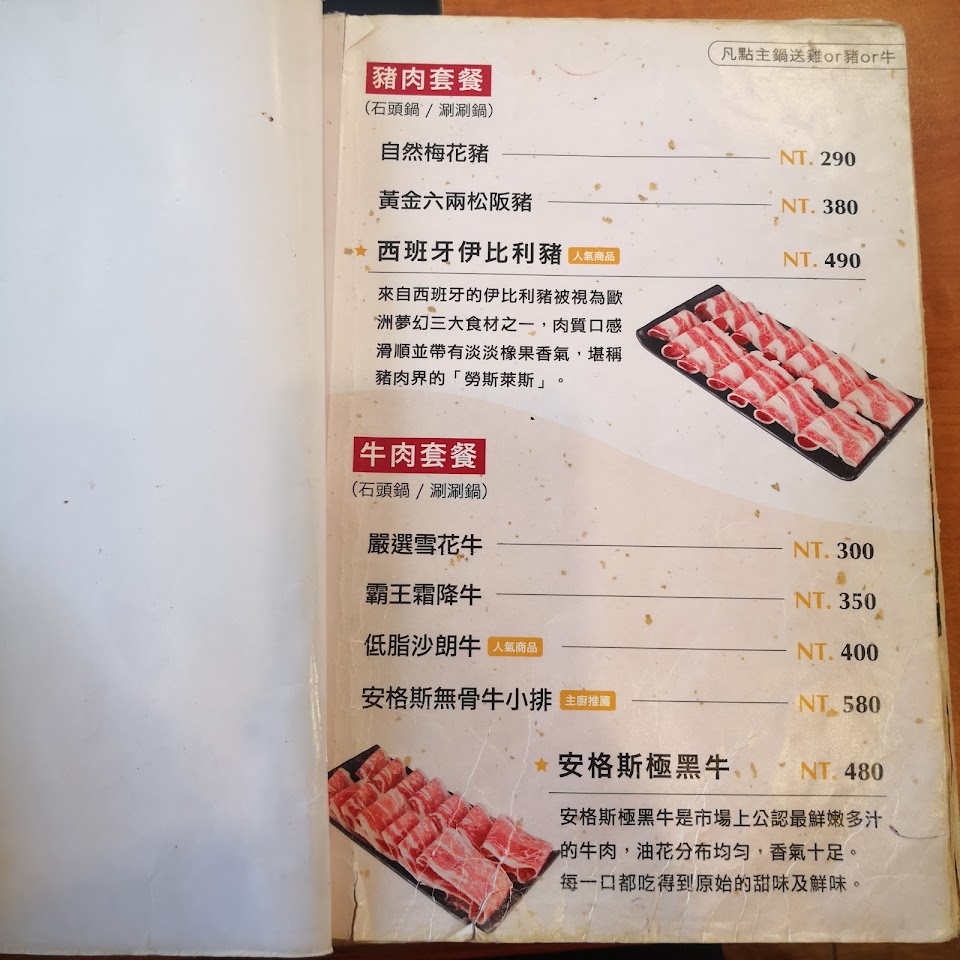 凡點主鍋送雞or豬or牛
豬肉套餐
(石頭鍋 / 涮涮鍋)
自然梅花豬 NT. 290
黃金六兩松阪豬 NT. 380
西班牙伊比利豬 人氣商品 NT. 490
來自西班牙的伊比利豬被視為歐
洲夢幻三大食材之一，肉質口感
滑順並帶有淡淡橡果香氣，堪稱
豬肉界的「勞斯萊斯」。
牛肉套餐
(石頭鍋 / 涮涮鍋)
嚴選雪花牛 NT. 300
霸王霜降牛 NT. 350
低脂沙朗牛 人氣商品 NT. 400
安格斯無骨牛小排 主廚推薦 NT. 580
安格斯極黑牛 NT. 480
安格斯極黑牛是市場上公認最鮮嫩多汁
的牛肉，油花分布均勻，香氣十足。
每一口都吃得到原始的甜味及鮮味。